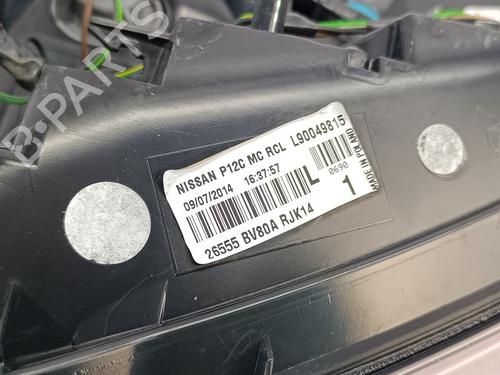 NISSAN P12C MC RCL L90049815
09/07/2014 16:37:57
L
0690
1
MADE IN POLAND
26555 BV80A RJK14
B-PARTS